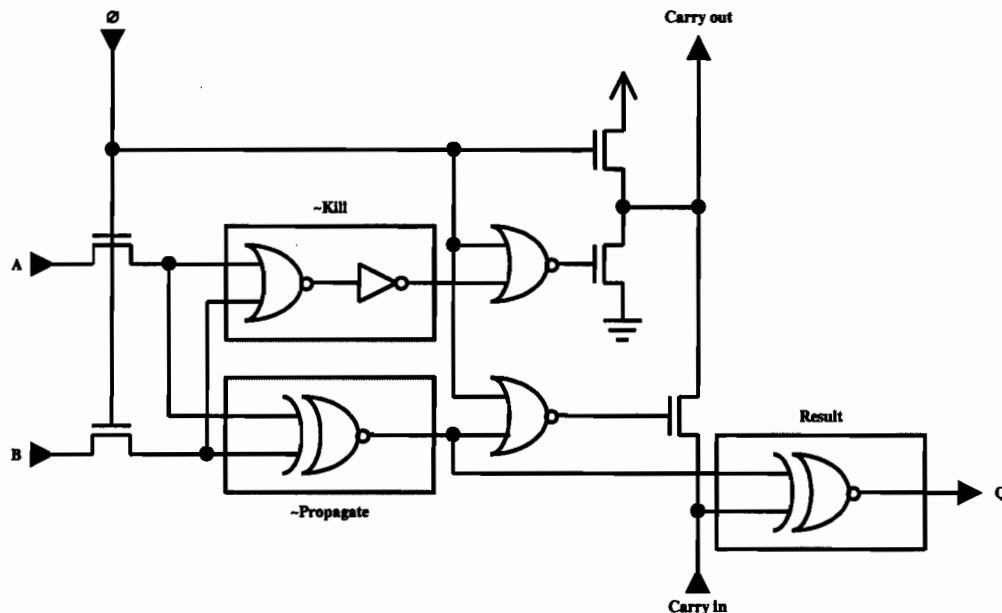 Ø
Carry out
~Kill
A
Result
B
Q
~Propagate
Carry in